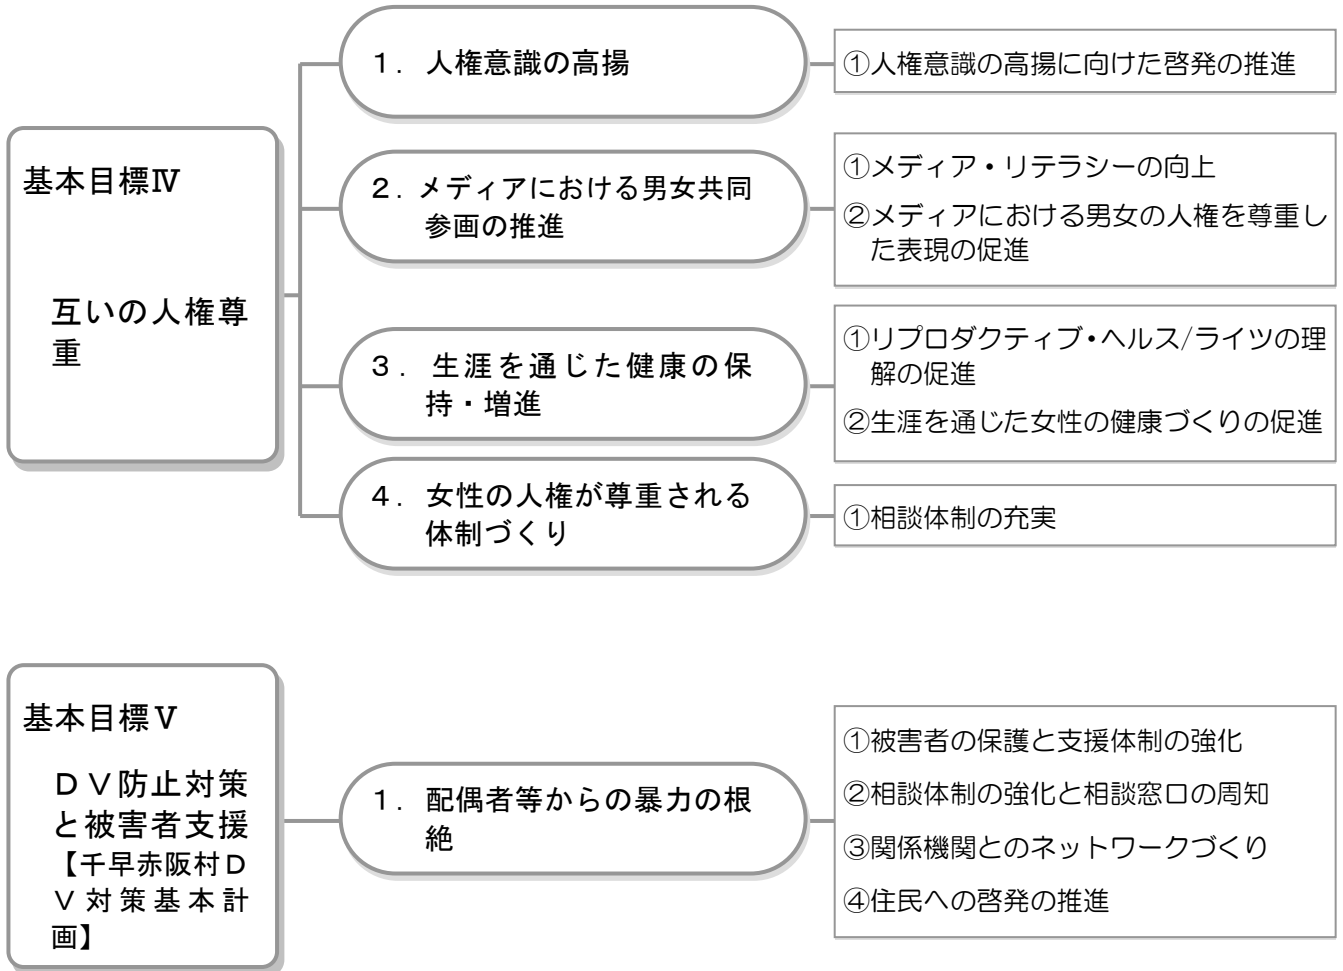 基本目標Ⅳ
互いの人権尊
重
1．人権意識の高揚
①人権意識の高揚に向けた啓発の推進
2．メディアにおける男女共同
参画の推進
①メディア・リテラシーの向上
②メディアにおける男女の人権を尊重し
た表現の促進
3．生涯を通じた健康の保
持・増進
①リプロダクティブ・ヘルス/ライツの理
解の促進
②生涯を通じた女性の健康づくりの促進
4．女性の人権が尊重される
体制づくり
①相談体制の充実
基本目標Ⅴ
ＤＶ防止対策
と被害者支援
【千早赤阪村Ｄ
Ｖ対策基本計
画】
1．配偶者等からの暴力の根
絶
①被害者の保護と支援体制の強化
②相談体制の強化と相談窓口の周知
③関係機関とのネットワークづくり
④住民への啓発の推進